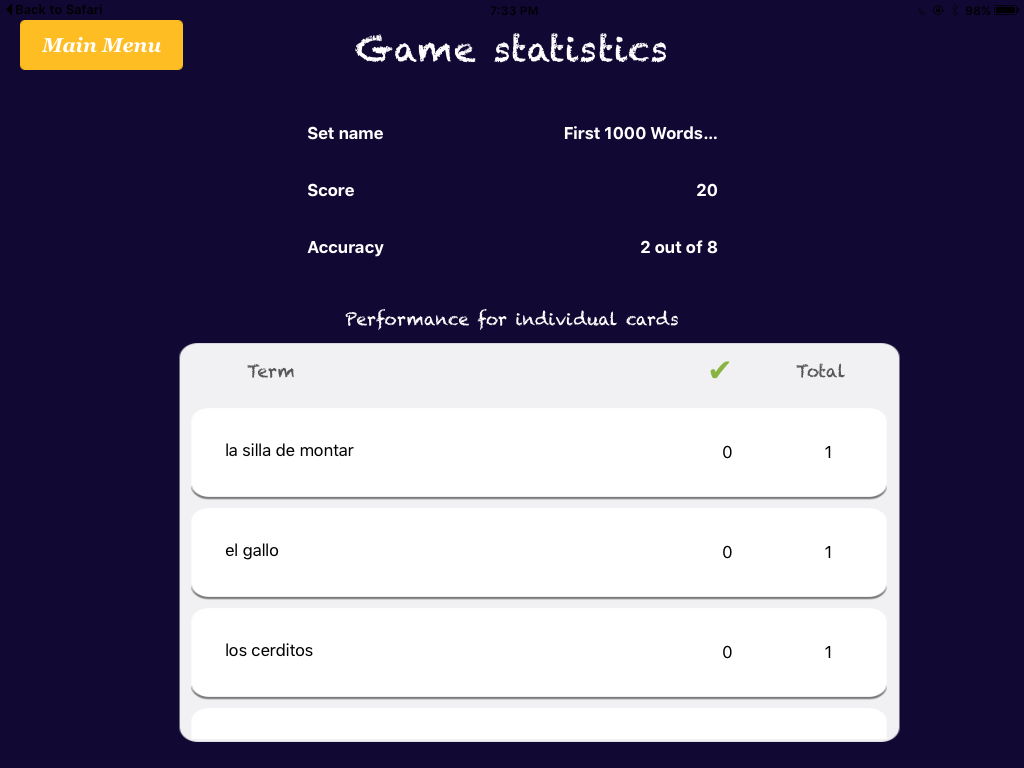 Back to Safari
7:33 PM
98%
Main Menu
Game statistics
Set name First 1000 Words...
Score 20
Accuracy 2 out of 8
Performance for individual cards
Term ✔ Total
la silla de montar 0 1
el gallo 0 1
los cerditos 0 1